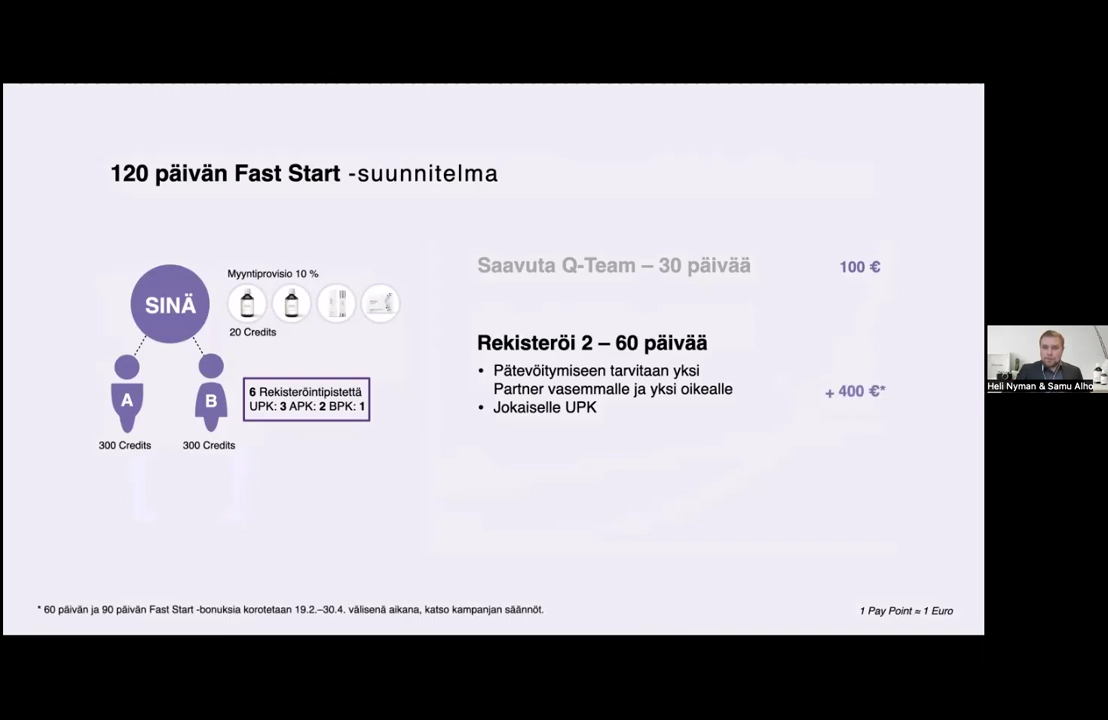 120 päivän Fast Start -suunnitelma
Myyntiprovisio 10 %
SINÄ
20 Credits
A
B
6 Rekisteröintipistettä
UPK: 3 APK: 2 BPK: 1
300 Credits
300 Credits
Saavuta Q-Team – 30 päivää
100 €
Rekisteröi 2 – 60 päivää
• Pätevöitymiseen tarvitaan yksi
Partner vasemmalle ja yksi oikealle
• Jokaiselle UPK
+ 400 €*
* 60 päivän ja 90 päivän Fast Start -bonuksia korotetaan 19.2.–30.4. välisenä aikana, katso kampanjan säännöt.
1 Pay Point ≈ 1 Euro
Heli Nyman & Samu Alho